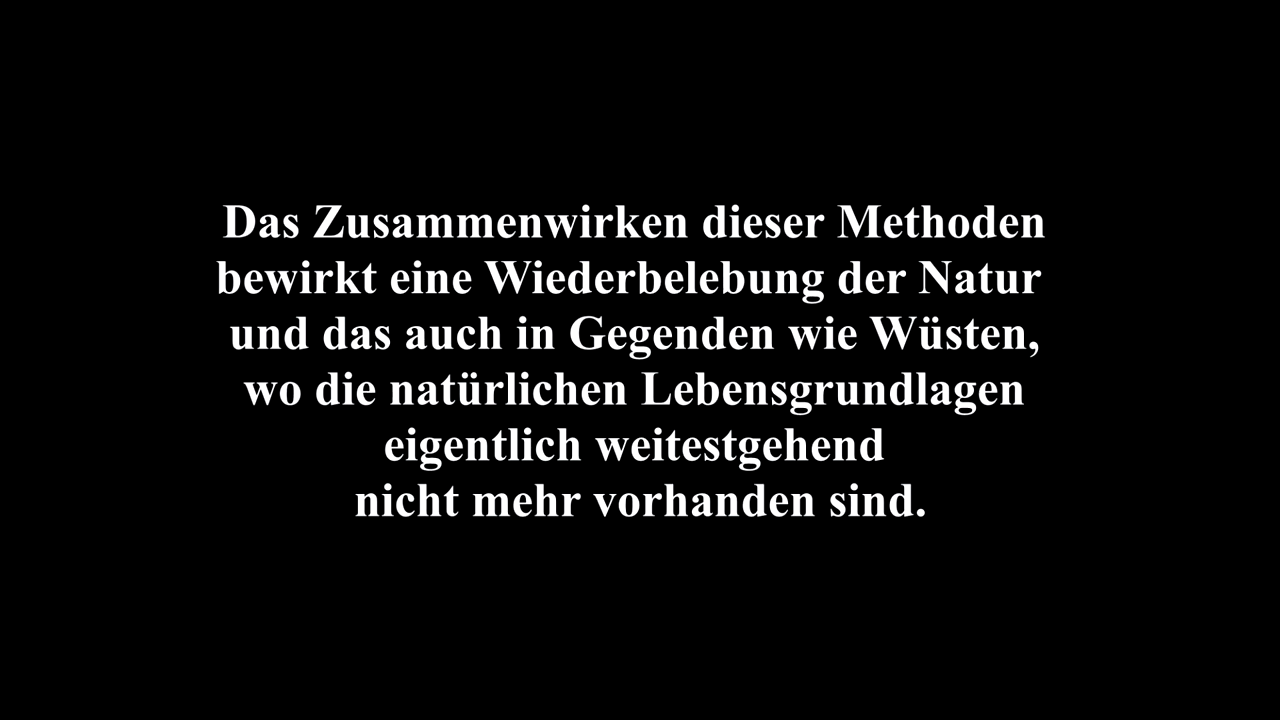 Das Zusammenwirken dieser Methoden
bewirkt eine Wiederbelebung der Natur
und das auch in Gegenden wie Wüsten,
wo die natürlichen Lebensgrundlagen
eigentlich weitestgehend
nicht mehr vorhanden sind.